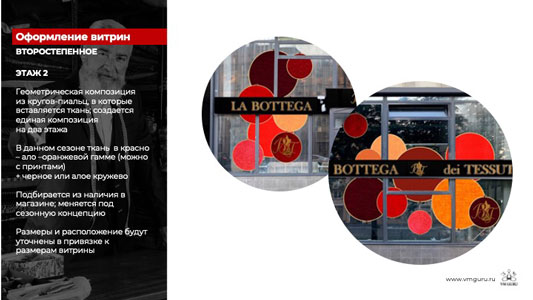 Оформление витрин
ВТОРОСТЕПЕННОЕ
ЭТАЖ 2
Геометрическая композиция
из кругов-пиальц, в которые
вставляется ткань; создается
единая композиция
на два этажа
В данном сезоне ткань в красно
– ало –оранжевой гамме (можно
с принтами)
+ черное или алое кружево
Подбирается из наличия в
магазине; меняется под
сезонную концепцию
Размеры и расположение будут
уточнены в привязке к
размерам витрины
LA BOTTEGA
BOTTEGA dei TESSUT
www.vmguru.ru